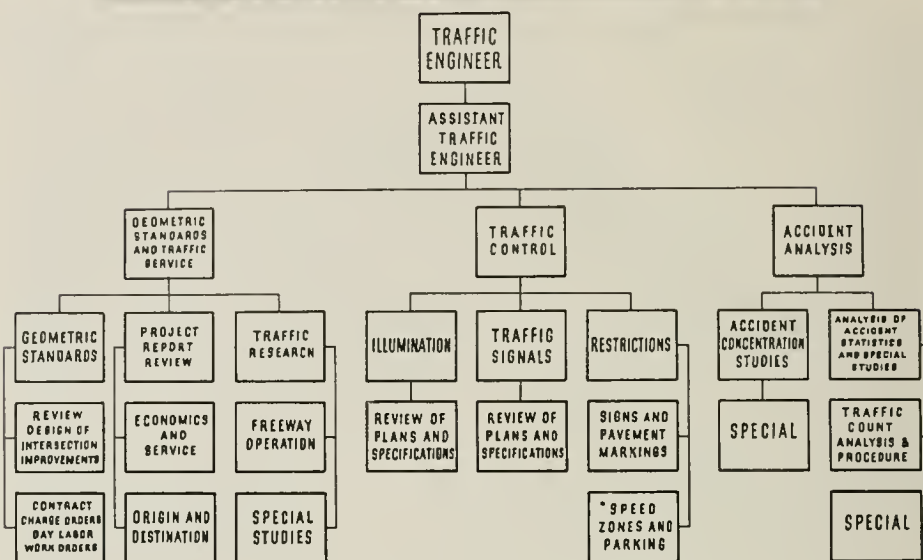 TRAFFIC
ENGINEER
ASSISTANT
TRAFFIC
ENGINEER
GEOMETRIC
STANDARDS
AND TRAFFIC
SERVICE
TRAFFIC
CONTROL
ACCIDENT
ANALYSIS
GEOMETRIC
STANDARDS
PROJECT
REPORT
REVIEW
TRAFFIC
RESEARCH
ILLUMINATION
TRAFFIG
SIGNALS
RESTRICTIONS
ACCIDENT
CONCENTRATION
STUDIES
ANALYSIS OF
ACCIDENT
STATISTICS
AND SPECIAL
STUDIES
REVIEW
DESIGN OF
INTERSECTION
IMPROVEMENTS
ECONOMICS
AND
SERVICE
FREEWAY
OPERATION
REVIEW OF
PLANS AND
SPECIFICATIONS
REVIEW OF
PLANS AND
SPECIFICATIONS
SIGNS AND
PAVEMENT
MARKINGS
SPECIAL
TRAFFIC
COUNT
ANALYSIS &
PROCEDURE
CONTRACT
CHANGE ORDERS
DAY LABOR
WORK ORDERS
ORIGIN AND
DESTINATION
SPECIAL
STUDIES
*SPEED
ZONES AND
PARKING
SPECIAL